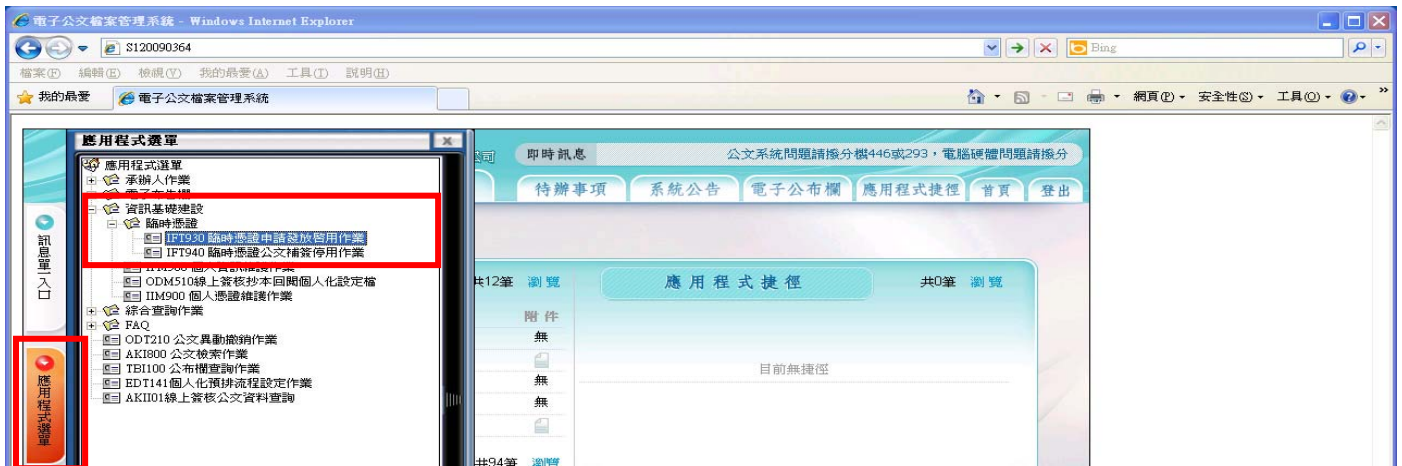 電子公文檔案管理系統 - Windows Internet Explorer
S120090364
Bing
檔案(F) 編輯(E) 檢視(V) 我的最愛(A) 工具(T) 說明(H)
我的最愛 電子公文檔案管理系統
網頁(P) 安全性(S) 工具(O)
應用程式選單
即時訊息 公文系統問題請撥分機446或293，電腦硬體問題請撥分
待辦事項 系統公告 電子公布欄 應用程式捷徑 首頁 登出
訊息單一入口
應用程式選單
應用程式選單
承辦人作業
電子布告欄
資訊基礎建設
臨時憑證
IFT930 臨時憑證申請發放啓用作業
IFT940 臨時憑證公文補簽停用作業
ODM510線上簽核抄本回閱個人化設定檔
IIM900 個人憑證維護作業
綜合查詢作業
FAQ
ODT210 公文異動撤銷作業
AKI800 公文檢索作業
TBI100 公布欄查詢作業
EDT141個人化預排流程設定作業
AKII01線上簽核公文資料查詢
共12筆 瀏覽
附件
無
無
無
共94筆 瀏覽
應用程式捷徑 共0筆 瀏覽
目前無捷徑